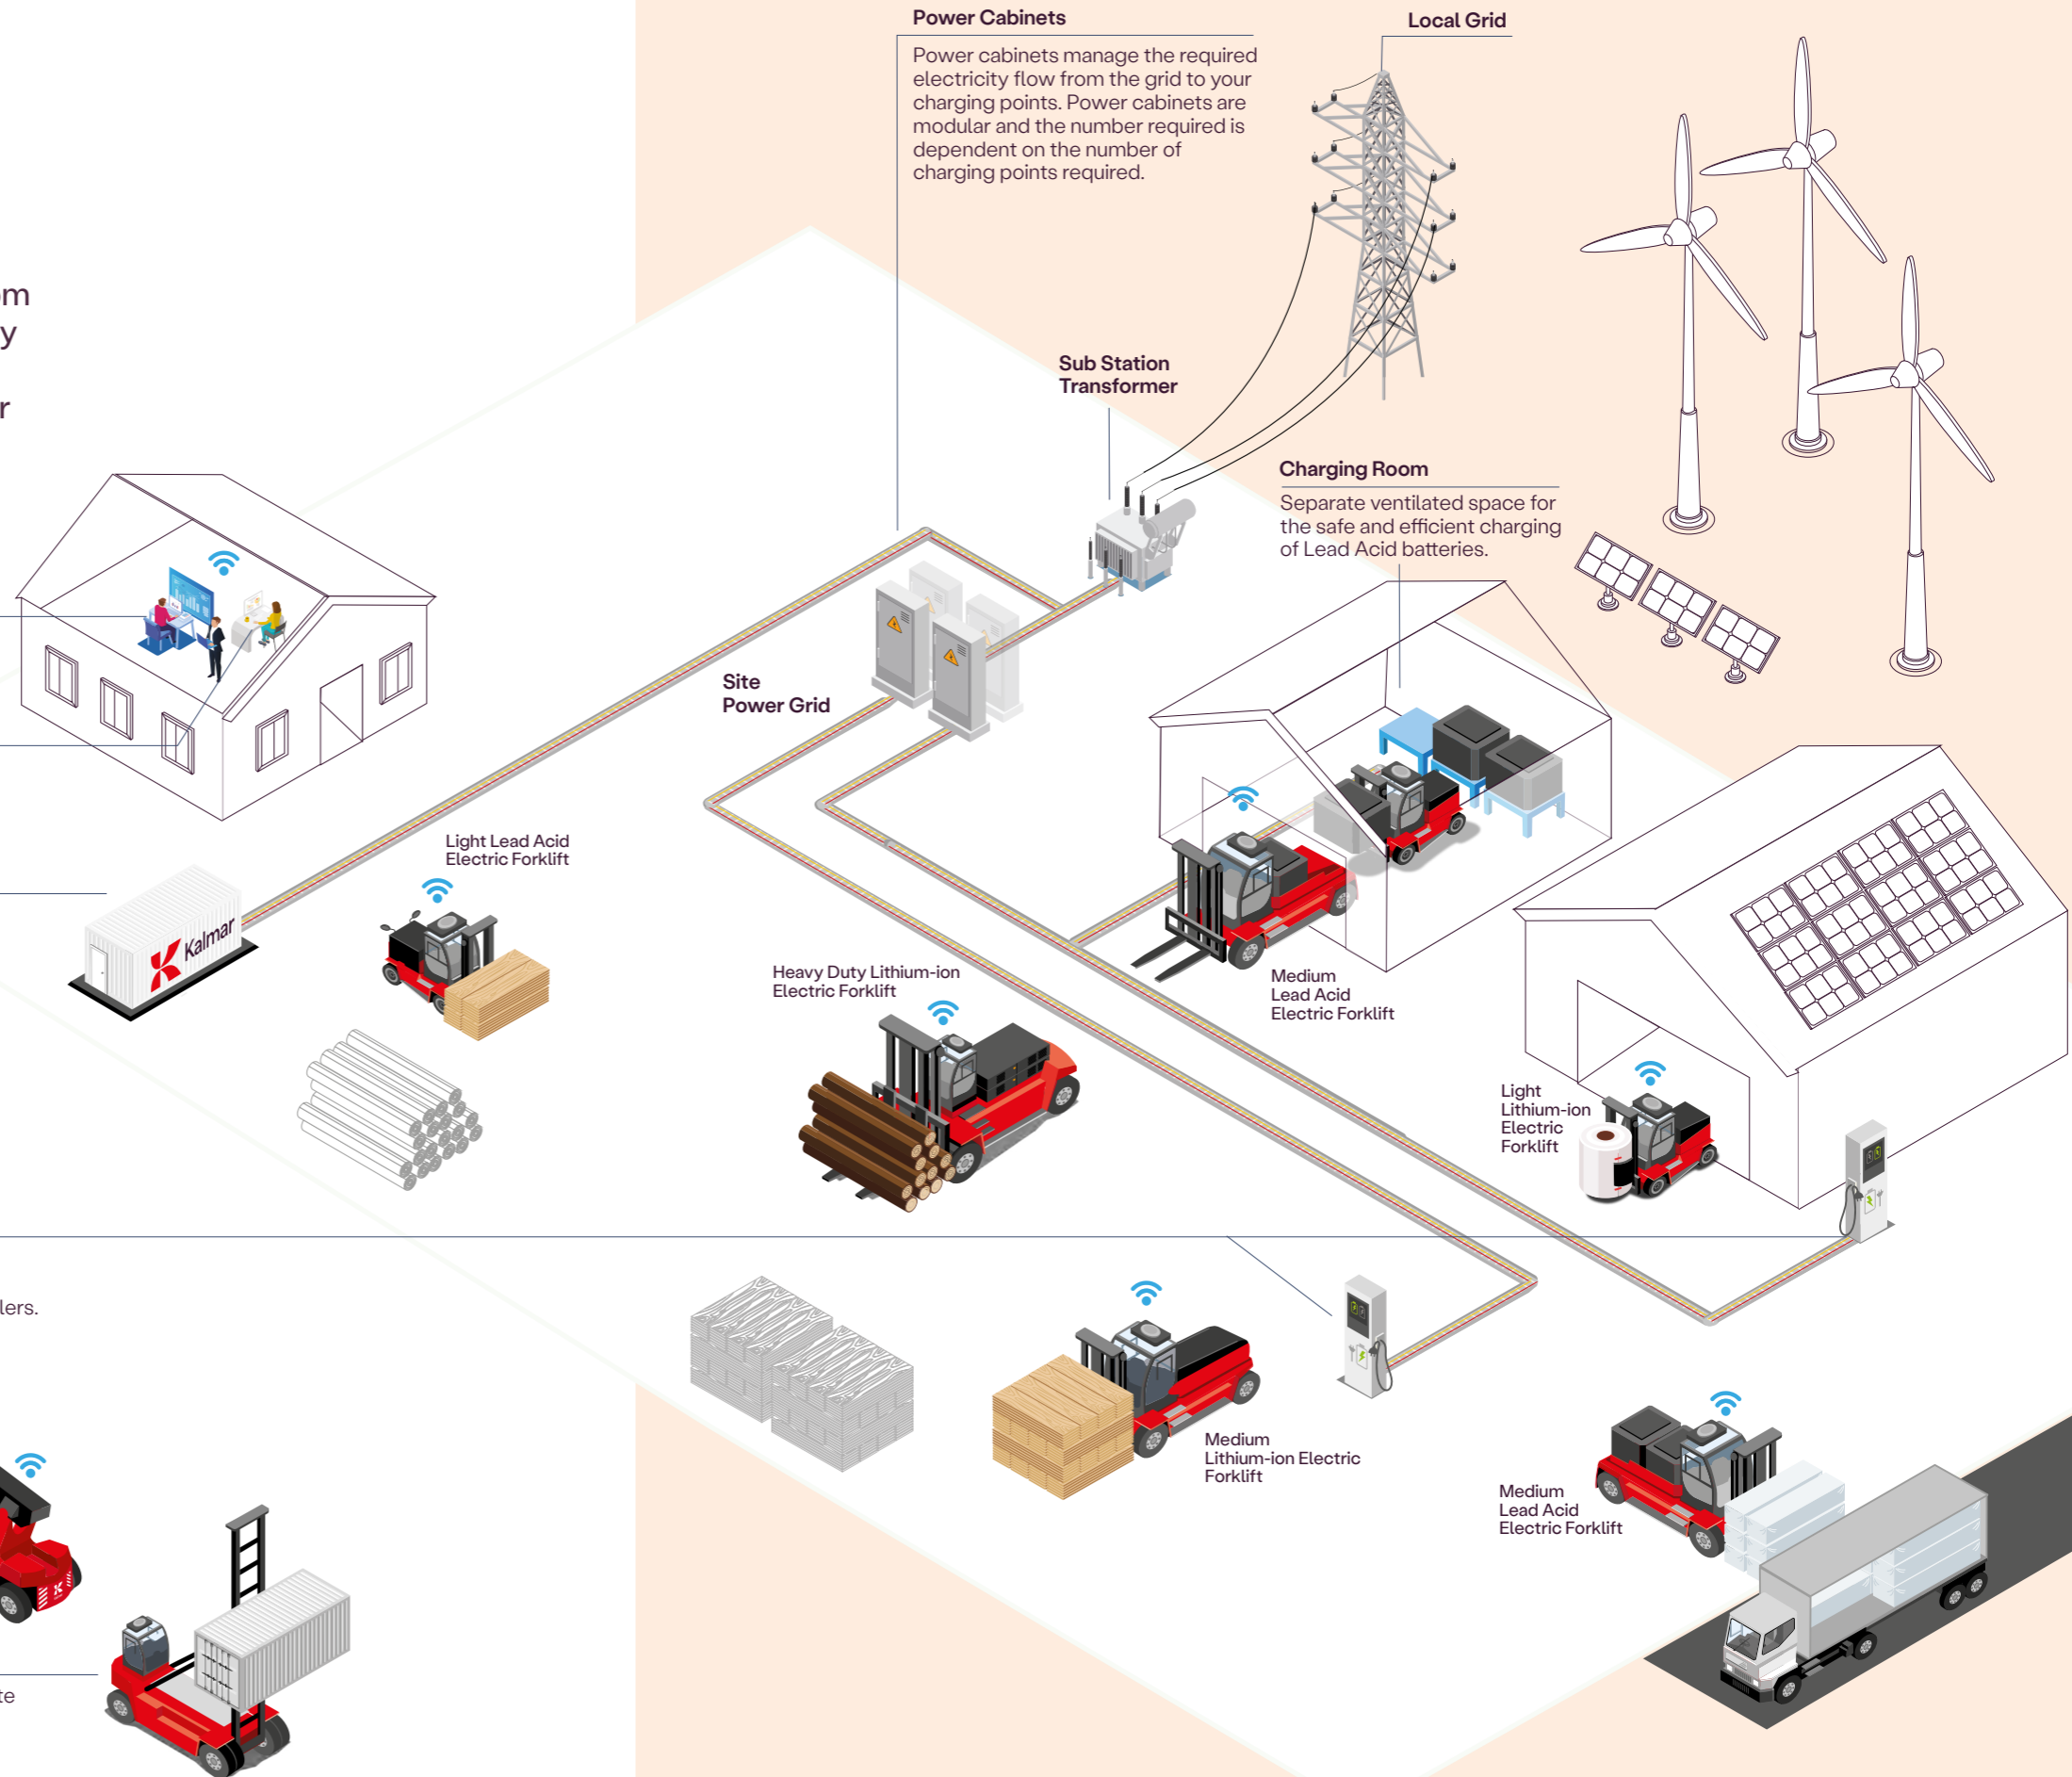 Power Cabinets
Power cabinets manage the required
electricity flow from the grid to your
charging points. Power cabinets are
modular and the number required is
dependent on the number of
charging points required.
Local Grid
Sub Station
Transformer
Charging Room
Separate ventilated space for
the safe and efficient charging
of Lead Acid batteries.
Site
Power Grid
Light Lead Acid
Electric Forklift
Kalmar
Heavy Duty Lithium-ion
Electric Forklift
Medium
Lead Acid
Electric Forklift
Light
Lithium-ion
Electric
Forklift
Medium
Lithium-ion Electric
Forklift
Medium
Lead Acid
Electric Forklift